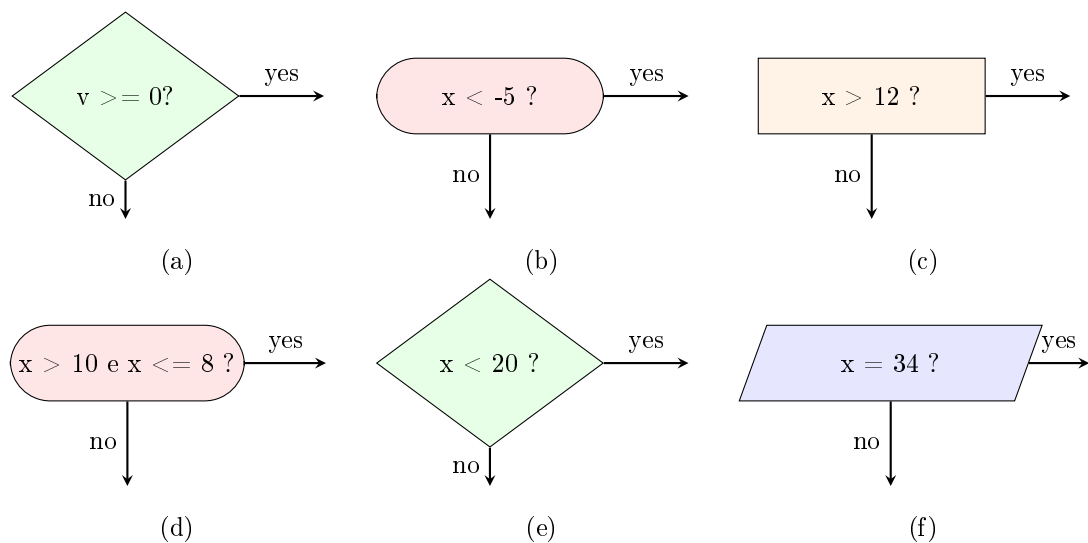 v >= 0?
yes
no
(a)
x < -5 ?
yes
no
(b)
x > 12 ?
yes
no
(c)
x > 10 e x <= 8 ?
yes
no
(d)
x < 20 ?
yes
no
(e)
x = 34 ?
yes
no
(f)